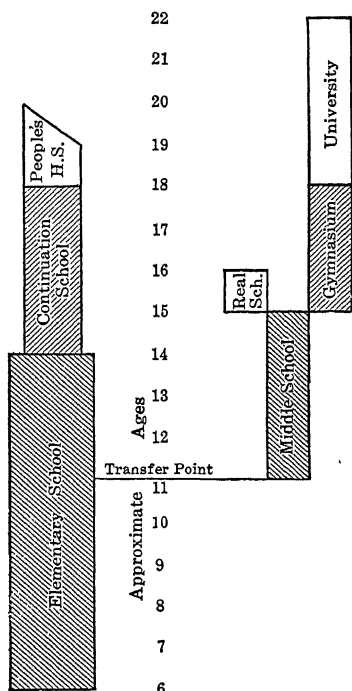 22
21
20
19
18
17
16
15
14
13
12
11
10
9
8
7
6
Approximate Ages
Transfer Point
People's
H.S.
Continuation
School
Elementary School
Real
Sch.
Middle School
Gymnasium
University